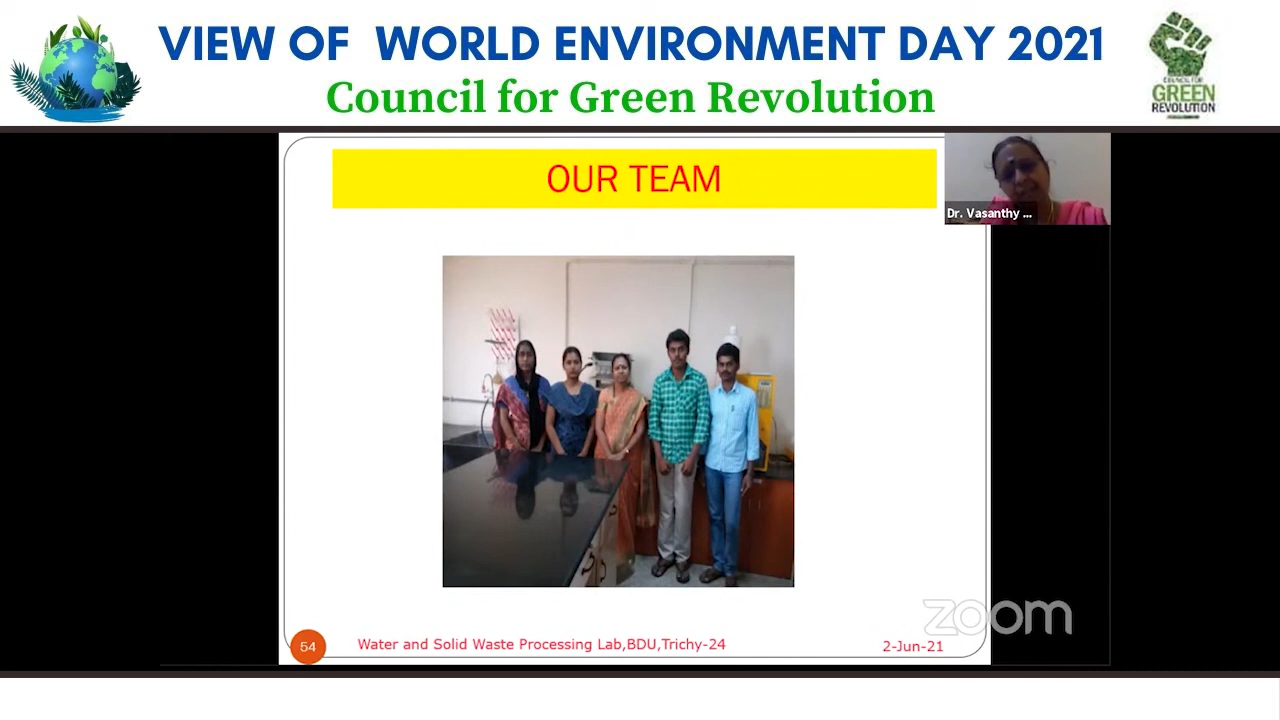 VIEW OF WORLD ENVIRONMENT DAY 2021
Council for Green Revolution
COUNCIL FOR
GREEN
REVOLUTION
OUR TEAM
Dr. Vasanthy ...
zoom
54
Water and Solid Waste Processing Lab,BDU,Trichy-24
2-Jun-21